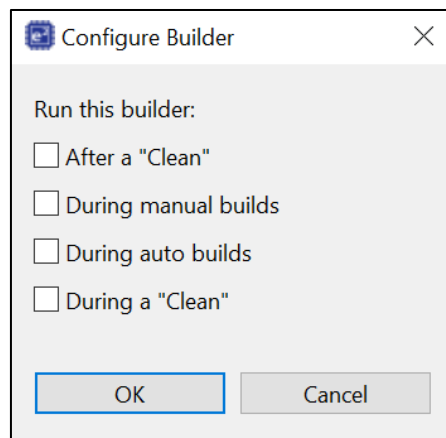 Configure Builder
Run this builder:
After a "Clean"
During manual builds
During auto builds
During a "Clean"
OK Cancel